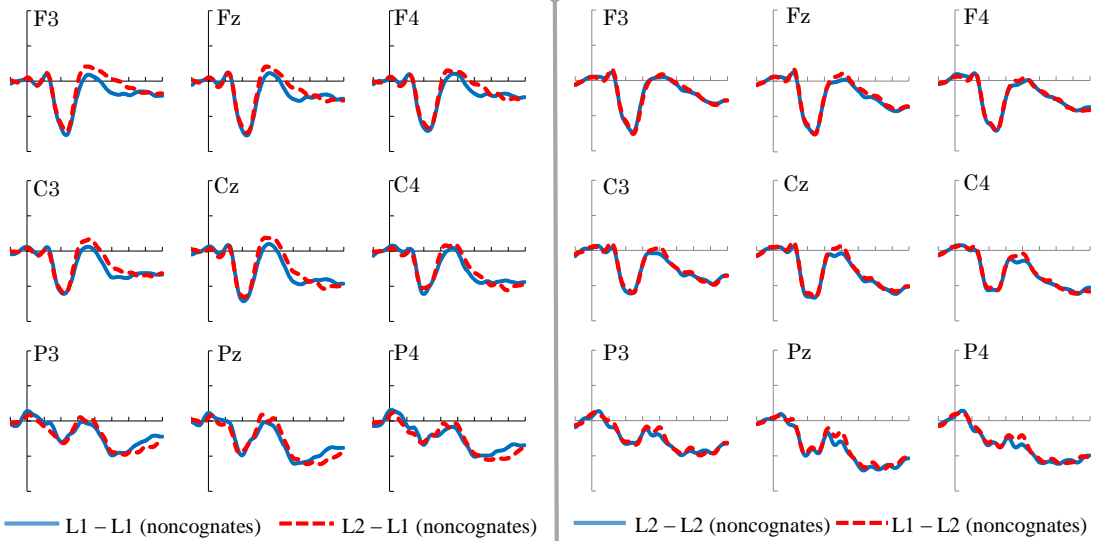 F3 Fz F4 F3 Fz F4
C3 Cz C4 C3 Cz C4
P3 Pz P4 P3 Pz P4
L1 – L1 (noncognates) L2 – L1 (noncognates) L2 – L2 (noncognates) L1 – L2 (noncognates)